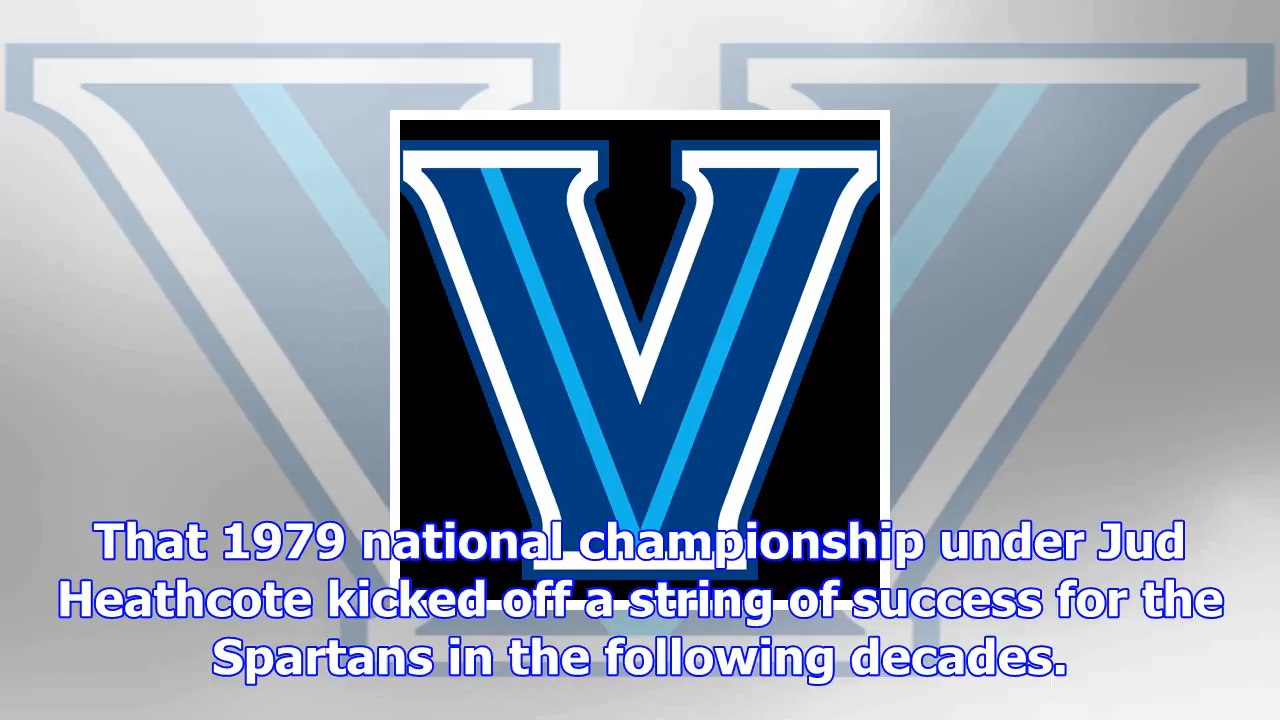 V
That 1979 national championship under Jud
Heathcote kicked off a string of success for the
Spartans in the following decades.